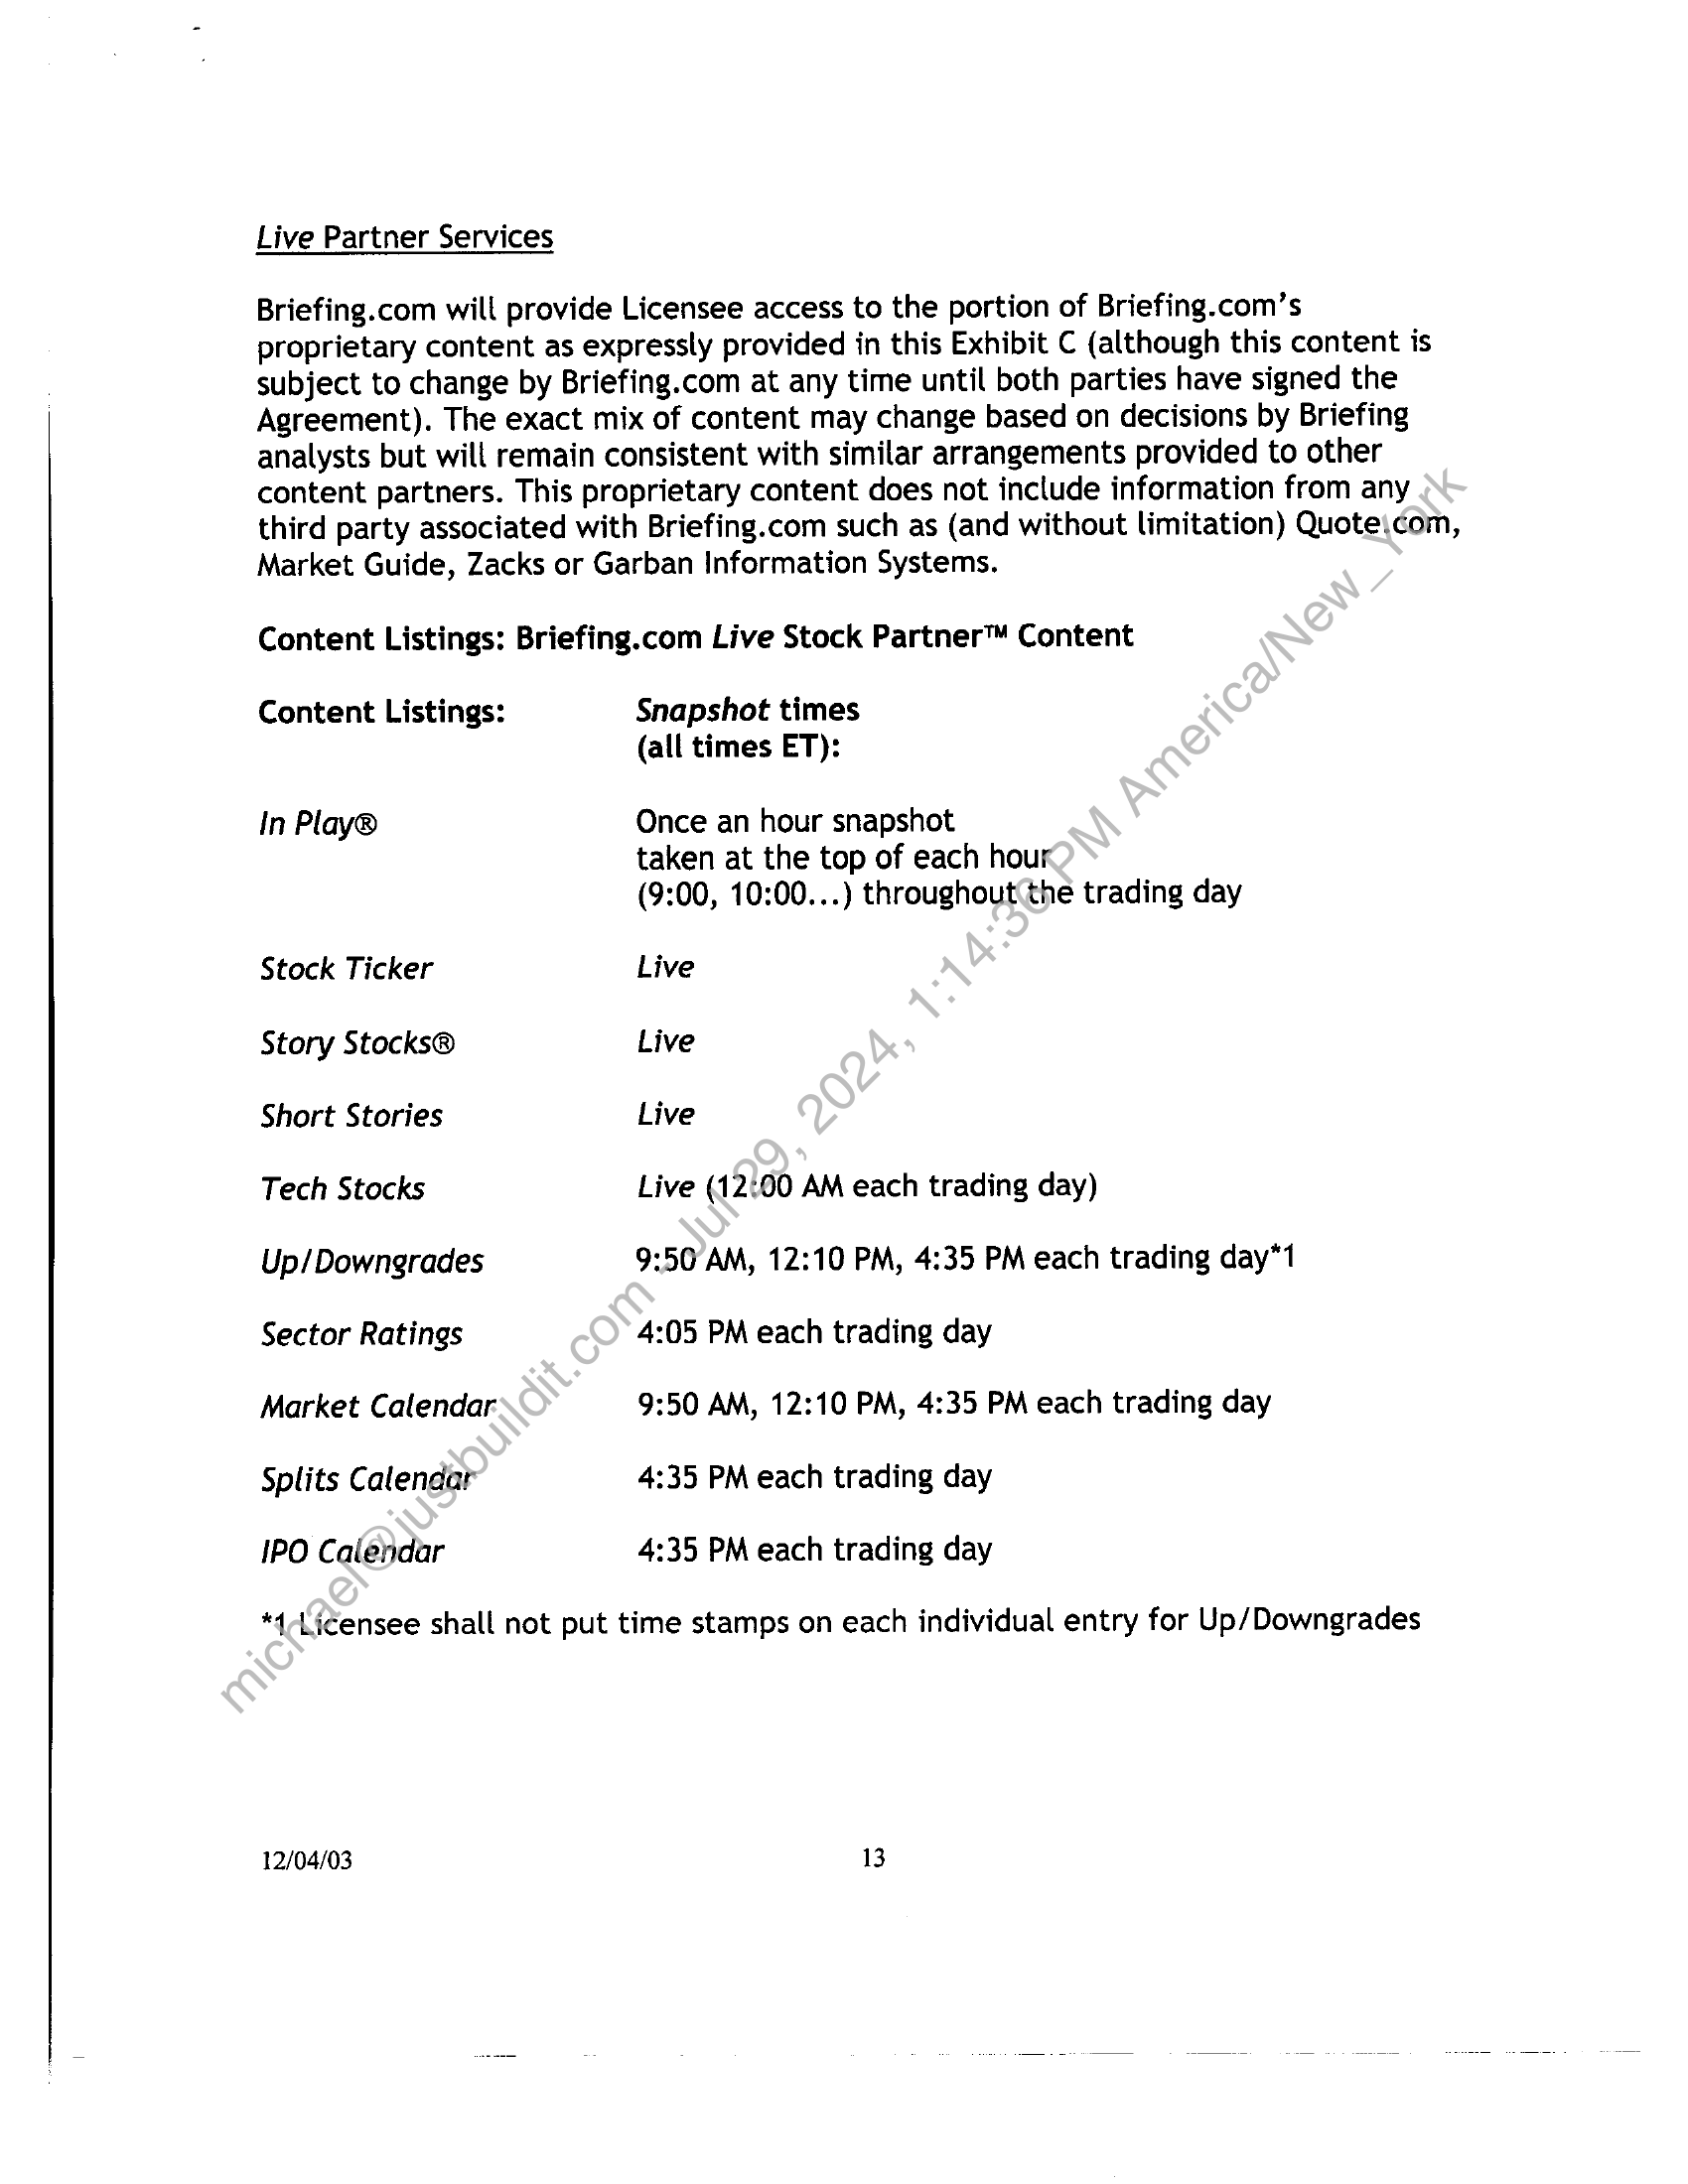 Live Partner Services
Briefing.com will provide Licensee access to the portion of Briefing.com's
proprietary content as expressly provided in this Exhibit C (although this content is
subject to change by Briefing.com at any time until both parties have signed the
Agreement). The exact mix of content may change based on decisions by Briefing
analysts but will remain consistent with similar arrangements provided to other
content partners. This proprietary content does not include information from any
third party associated with Briefing.com such as (and without limitation) Quote.com,
Market Guide, Zacks or Garban Information Systems.
Content Listings: Briefing.com Live Stock Partner™ Content
Content Listings: Snapshot times
(all times ET):
In Play® Once an hour snapshot
taken at the top of each hour
(9:00, 10:00...) throughout the trading day
Stock Ticker Live
Story Stocks® Live
Short Stories Live
Tech Stocks Live (12:00 AM each trading day)
Up/Downgrades 9:50 AM, 12:10 PM, 4:35 PM each trading day*1
Sector Ratings 4:05 PM each trading day
Market Calendar 9:50 AM, 12:10 PM, 4:35 PM each trading day
Splits Calendar 4:35 PM each trading day
IPO Calendar 4:35 PM each trading day
*1 Licensee shall not put time stamps on each individual entry for Up/Downgrades
12/04/03 13
michael@justbuildit.com - Jul 29, 2024, 1:14:36 PM America/New_York